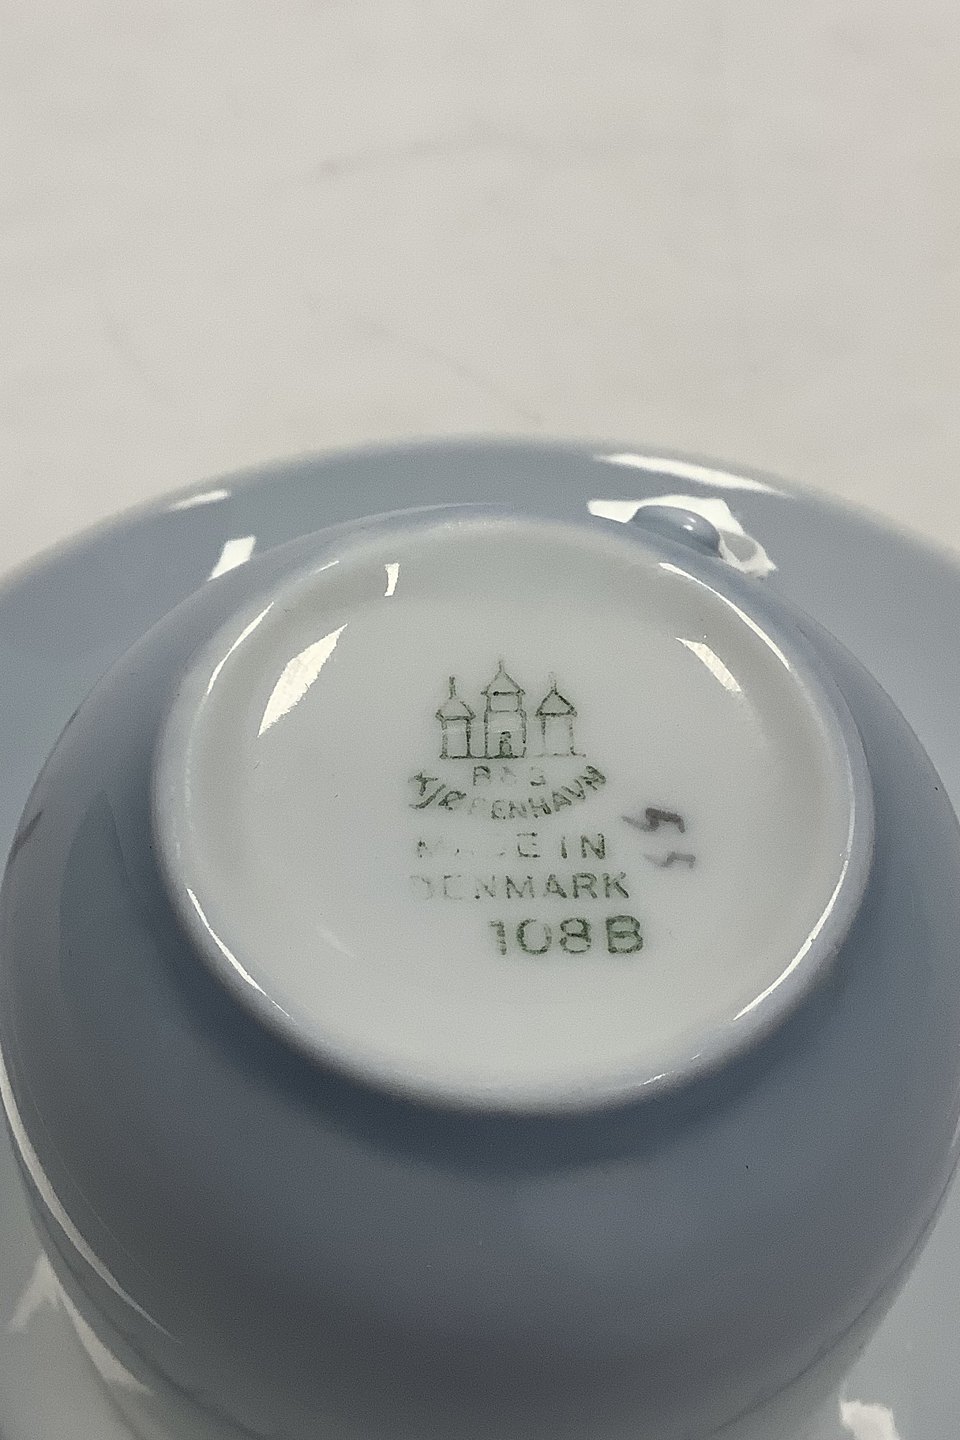 B&G
KJØBENHAVN
MADE IN
DENMARK
108B